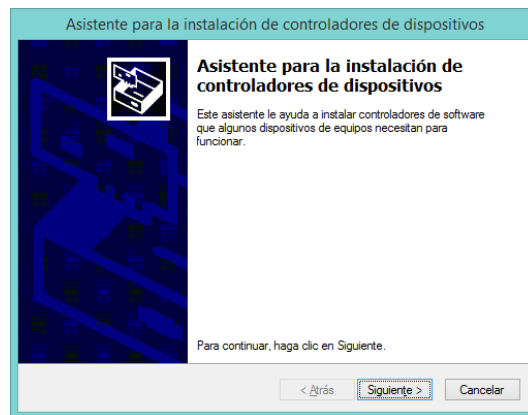 Asistente para la instalación de controladores de dispositivos
Asistente para la instalación de
controladores de dispositivos
Este asistente le ayuda a instalar controladores de software
que algunos dispositivos de equipos necesitan para
funcionar.
Para continuar, haga clic en Siguiente.
< Atrás Siguiente > Cancelar